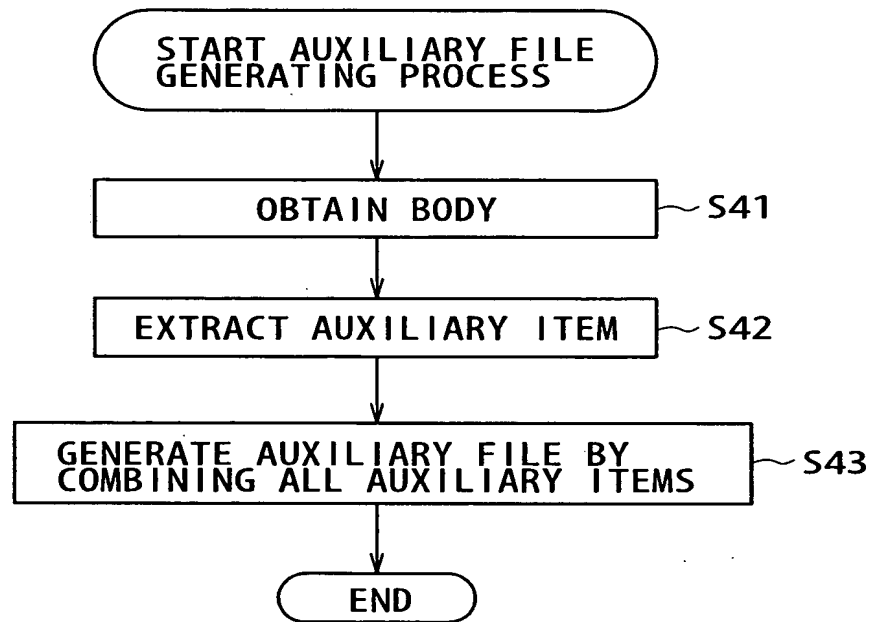 START AUXILIARY FILE
GENERATING PROCESS
OBTAIN BODY
S41
EXTRACT AUXILIARY ITEM
S42
GENERATE AUXILIARY FILE BY
COMBINING ALL AUXILIARY ITEMS
S43
END